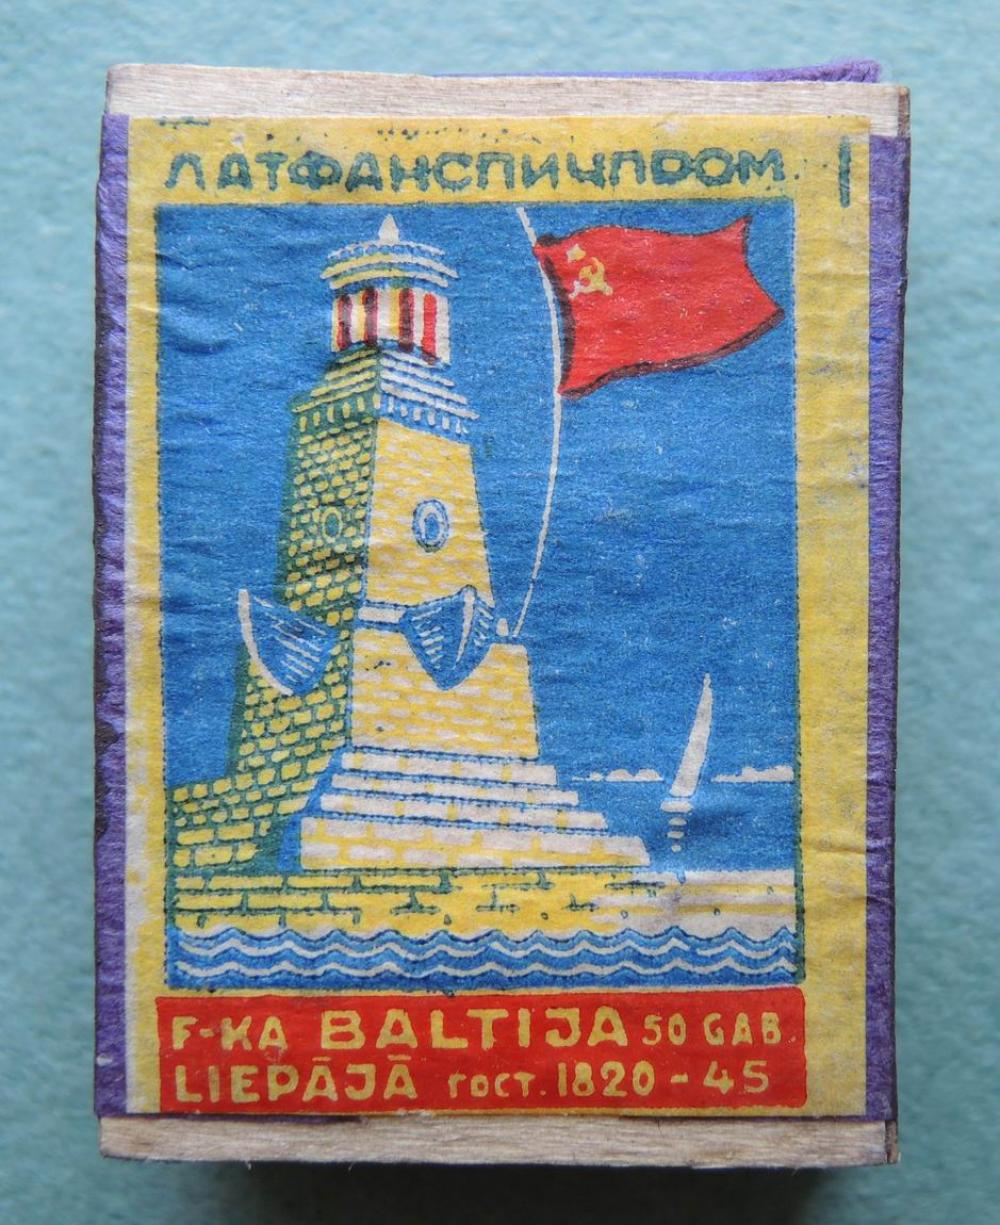 ЛАТФАНСПИЧПРОМ.
F-KA BALTIJA 50 GAB.
LIEPĀJĀ ГОСТ. 1820-45